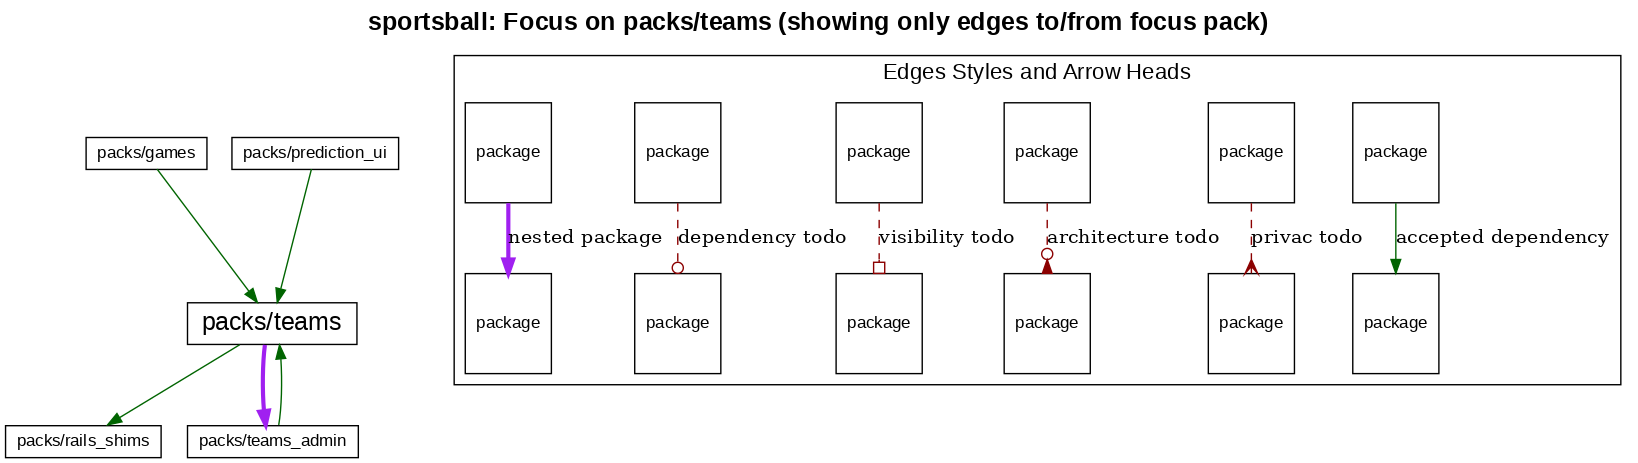 sportsball: Focus on packs/teams (showing only edges to/from focus pack)
Edges Styles and Arrow Heads
packs/games
packs/prediction_ui
package
package
package
package
package
package
nested package
dependency todo
visibility todo
architecture todo
privac todo
accepted dependency
packs/teams
package
package
package
package
package
package
packs/rails_shims
packs/teams_admin